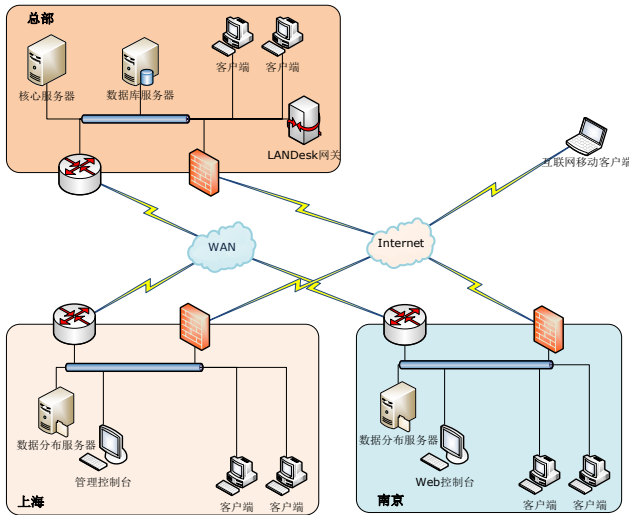 总部
客户端
客户端
核心服务器
数据库服务器
LANDesk网关
互联网移动客户端
WAN
Internet
数据分布服务器
管理控制台
客户端
客户端
上海
数据分布服务器
Web控制台
客户端
客户端
南京